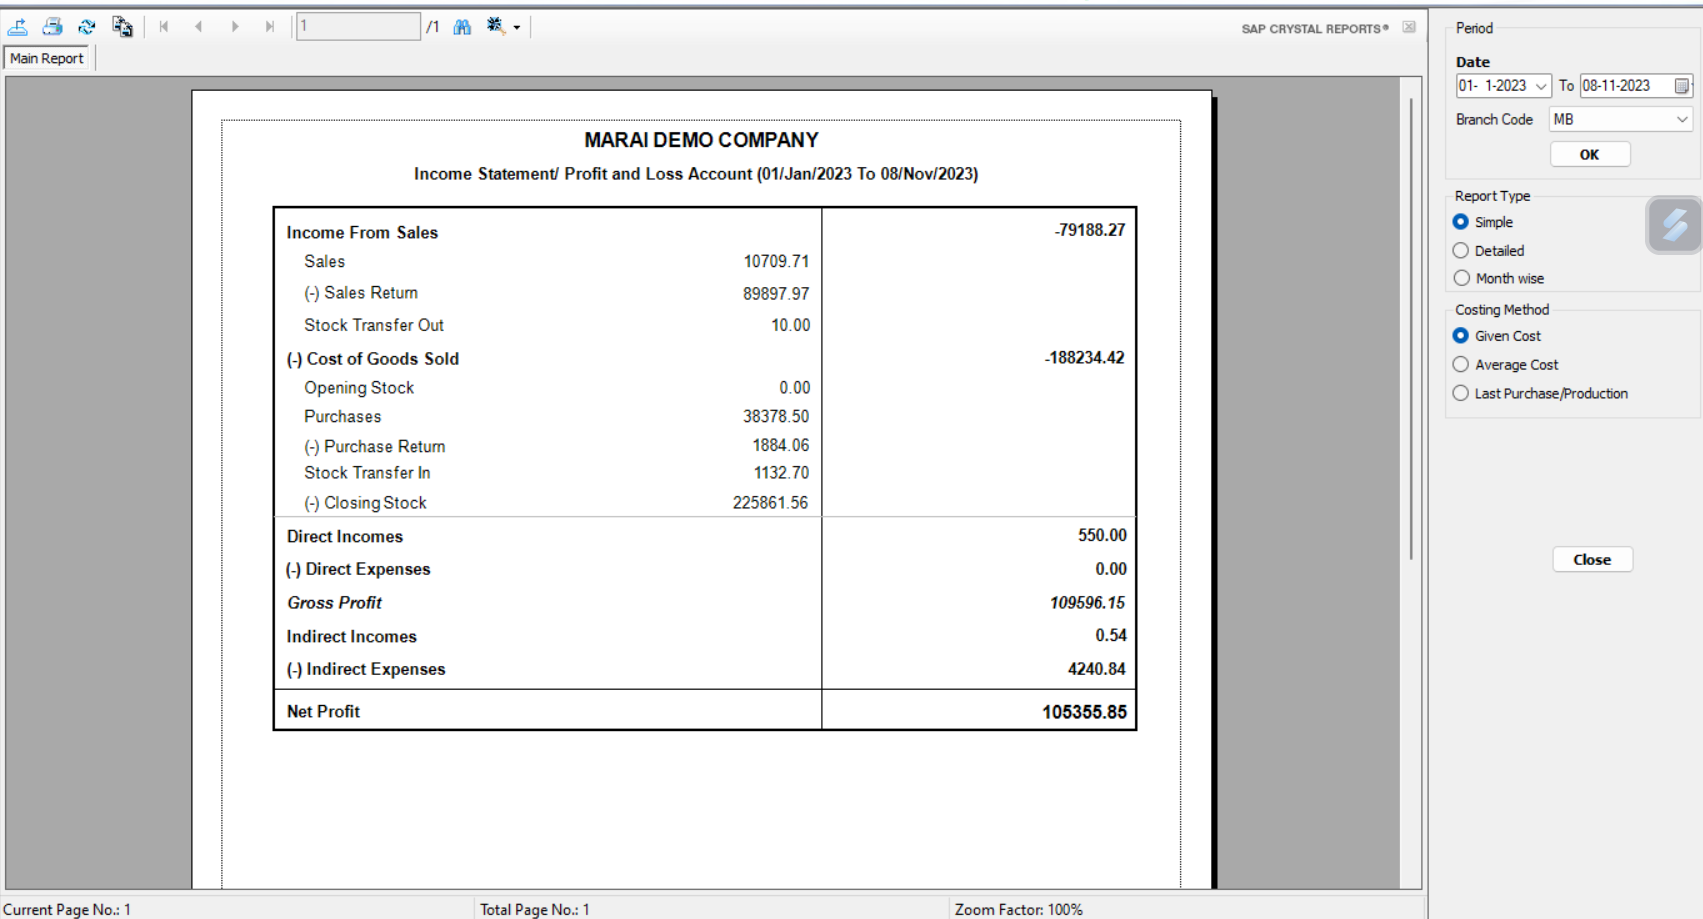 1 /1
SAP CRYSTAL REPORTS®
Main Report
MARAI DEMO COMPANY
Income Statement/ Profit and Loss Account (01/Jan/2023 To 08/Nov/2023)
Income From Sales -79188.27
Sales 10709.71
(-) Sales Return 89897.97
Stock Transfer Out 10.00
(-) Cost of Goods Sold -188234.42
Opening Stock 0.00
Purchases 38378.50
(-) Purchase Return 1884.06
Stock Transfer In 1132.70
(-) Closing Stock 225861.56
Direct Incomes 550.00
(-) Direct Expenses 0.00
Gross Profit 109596.15
Indirect Incomes 0.54
(-) Indirect Expenses 4240.84
Net Profit 105355.85
Current Page No.: 1 Total Page No.: 1 Zoom Factor: 100%
Period
Date
01- 1-2023 To 08-11-2023
Branch Code MB
OK
Report Type
Simple
Detailed
Month wise
Costing Method
Given Cost
Average Cost
Last Purchase/Production
Close